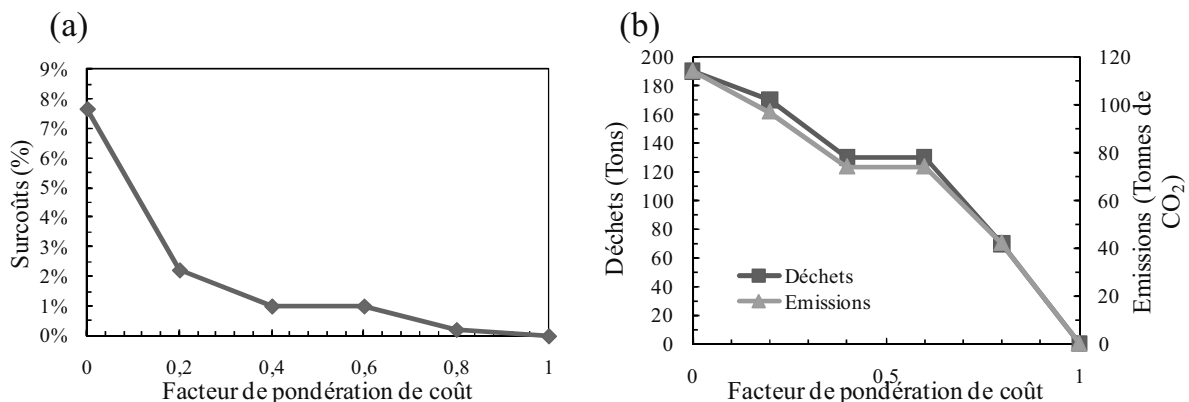 (a)
9%
8%
7%
6%
5%
4%
3%
2%
1%
0%
Surcoûts (%)
0 0,2 0,4 0,6 0,8 1
Facteur de pondération de coût
(b)
200
180
160
140
120
100
80
60
40
20
0
Déchets (Tons)
Déchets
Emissions
120
100
80
60
40
20
0
Emissions (Tonnes de
CO₂)
0 0,5 1
Facteur de pondération de coût